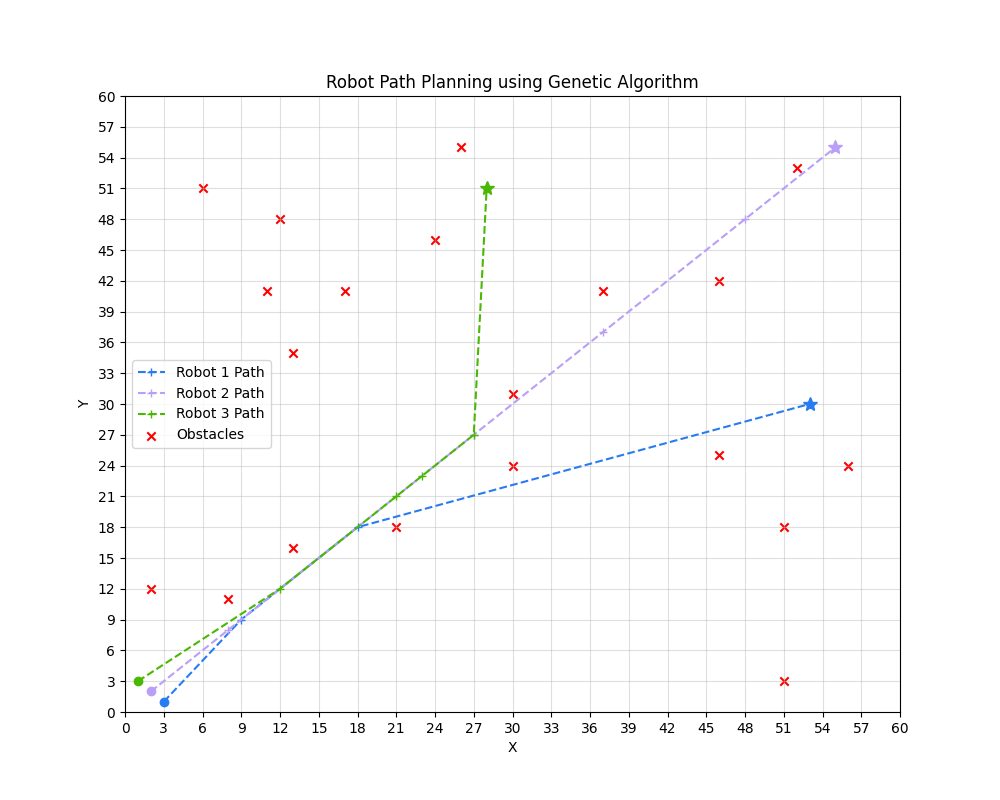 Robot Path Planning using Genetic Algorithm
60
57
54
51
48
45
42
39
36
33
30
27
24
21
18
15
12
9
6
3
0
Y
Robot 1 Path
Robot 2 Path
Robot 3 Path
Obstacles
0 3 6 9 12 15 18 21 24 27 30 33 36 39 42 45 48 51 54 57 60
X